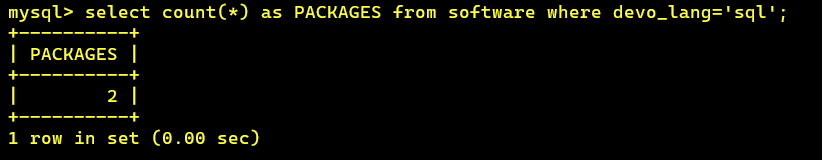 mysql> select count(*) as PACKAGES from software where devo_lang='sql';
+----------+
| PACKAGES |
+----------+
|        2 |
+----------+
1 row in set (0.00 sec)